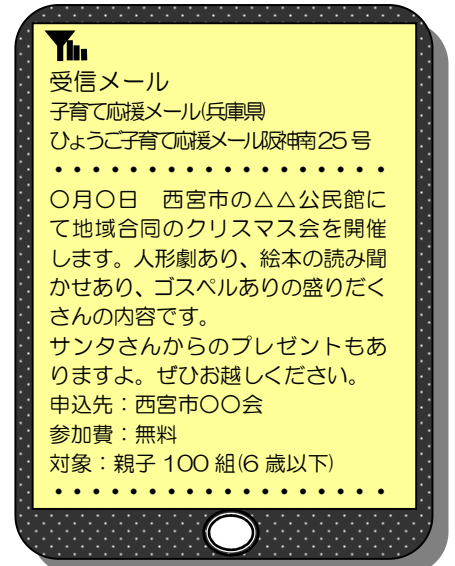 受信メール
子育て応援メール(兵庫県)
ひょうご子育て応援メール阪神南25号
・・・・・・・・・・・・・・・・・・
〇月〇日　西宮市の△△公民館に
て地域合同のクリスマス会を開催
します。人形劇あり、絵本の読み聞
かせあり、ゴスペルありの盛りだく
さんの内容です。
サンタさんからのプレゼントもあ
りますよ。ぜひお越しください。
申込先：西宮市〇〇会
参加費：無料
対象：親子 100 組(6 歳以下)
・・・・・・・・・・・・・・・・・・